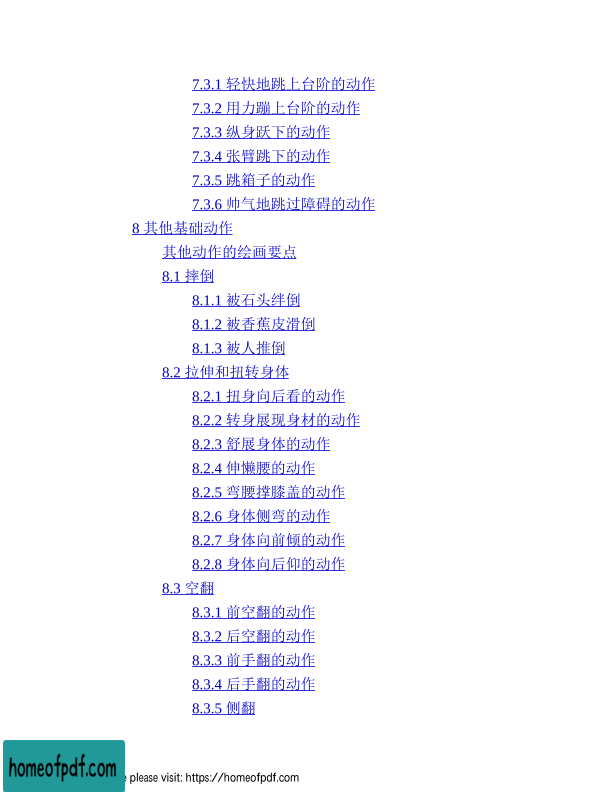 7.3.1 轻快地跳上台阶的动作
7.3.2 用力蹦上台阶的动作
7.3.3 纵身跃下的动作
7.3.4 张臂跳下的动作
7.3.5 跳箱子的动作
7.3.6 帅气地跳过障碍的动作
8 其他基础动作
其他动作的绘画要点
8.1 摔倒
8.1.1 被石头绊倒
8.1.2 被香蕉皮滑倒
8.1.3 被人推倒
8.2 拉伸和扭转身体
8.2.1 扭身向后看的动作
8.2.2 转身展现身材的动作
8.2.3 舒展身体的动作
8.2.4 伸懒腰的动作
8.2.5 弯腰撑膝盖的动作
8.2.6 身体侧弯的动作
8.2.7 身体向前倾的动作
8.2.8 身体向后仰的动作
8.3 空翻
8.3.1 前空翻的动作
8.3.2 后空翻的动作
8.3.3 前手翻的动作
8.3.4 后手翻的动作
8.3.5 侧翻
homeofpdf.com
please visit: https://homeofpdf.com